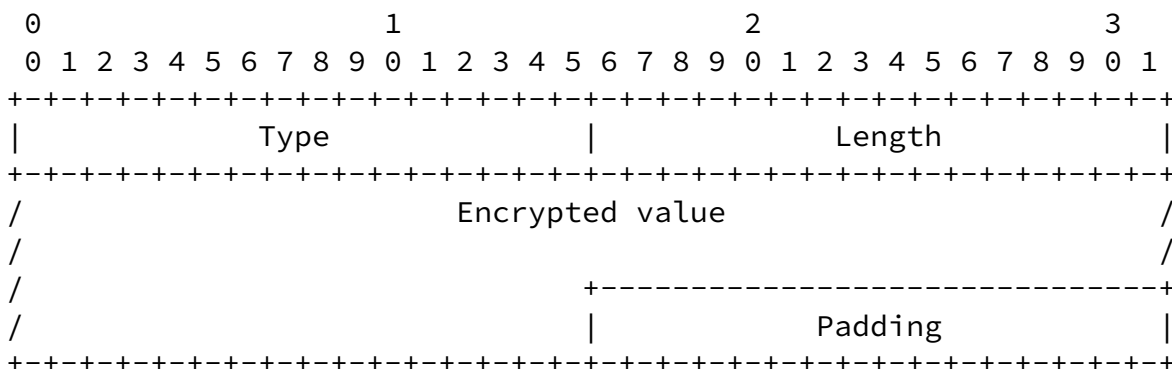 0                   1                   2                   3
 0 1 2 3 4 5 6 7 8 9 0 1 2 3 4 5 6 7 8 9 0 1 2 3 4 5 6 7 8 9 0 1
+-+-+-+-+-+-+-+-+-+-+-+-+-+-+-+-+-+-+-+-+-+-+-+-+-+-+-+-+-+-+-+-+
|             Type              |             Length            |
+-+-+-+-+-+-+-+-+-+-+-+-+-+-+-+-+-+-+-+-+-+-+-+-+-+-+-+-+-+-+-+-+
/                        Encrypted value                        /
/                                                               /
/                               +-------------------------------+
/                               |            Padding            |
+-+-+-+-+-+-+-+-+-+-+-+-+-+-+-+-+-+-+-+-+-+-+-+-+-+-+-+-+-+-+-+-+